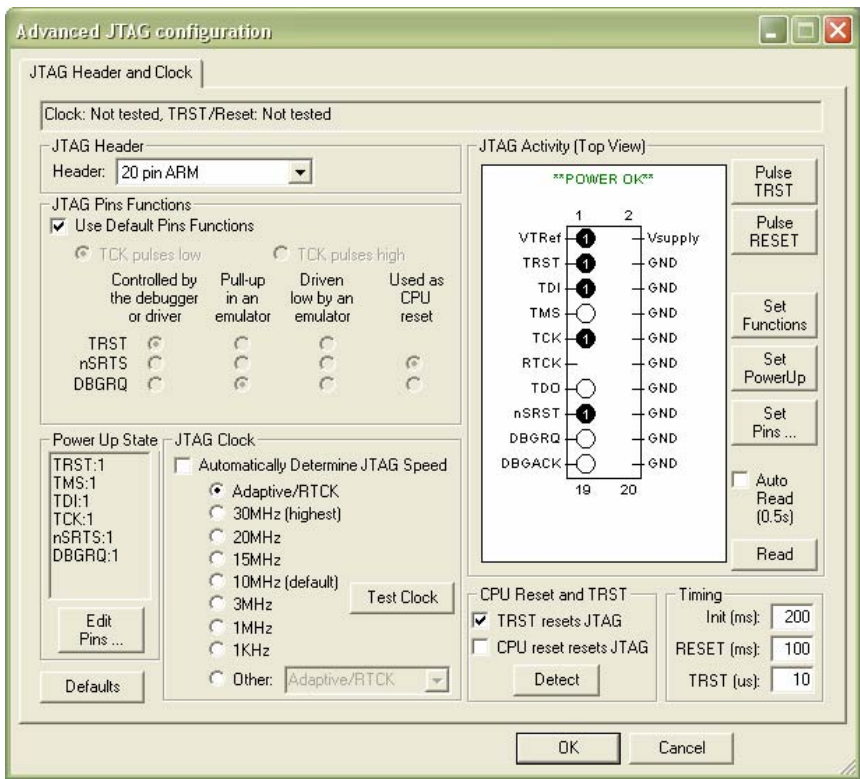 Advanced JTAG configuration
JTAG Header and Clock
Clock: Not tested, TRST/Reset: Not tested
JTAG Header
Header: 20 pin ARM
JTAG Pins Functions
Use Default Pins Functions
TCK pulses low TCK pulses high
Controlled by the debugger or driver
Pull-up in an emulator
Driven low by an emulator
Used as CPU reset
TRST
nSRTS
DBGRQ
Power Up State
TRST:1
TMS:1
TDI:1
TCK:1
nSRTS:1
DBGRQ:1
Edit Pins ...
Defaults
JTAG Clock
Automatically Determine JTAG Speed
Adaptive/RTCK
30MHz (highest)
20MHz
15MHz
10MHz (default)
3MHz
1MHz
1KHz
Other: Adaptive/RTCK
Test Clock
JTAG Activity (Top View)
**POWER OK**
1 2
VTRef 1 Vsupply
TRST 1 GND
TDI 1 GND
TMS GND
TCK 1 GND
RTCK GND
TDO GND
nSRST 1 GND
DBGRQ GND
DBGACK GND
19 20
Pulse TRST
Pulse RESET
Set Functions
Set PowerUp
Set Pins ...
Auto Read (0.5s)
Read
CPU Reset and TRST
TRST resets JTAG
CPU reset resets JTAG
Detect
Timing
Init (ms): 200
RESET (ms): 100
TRST (us): 10
OK
Cancel